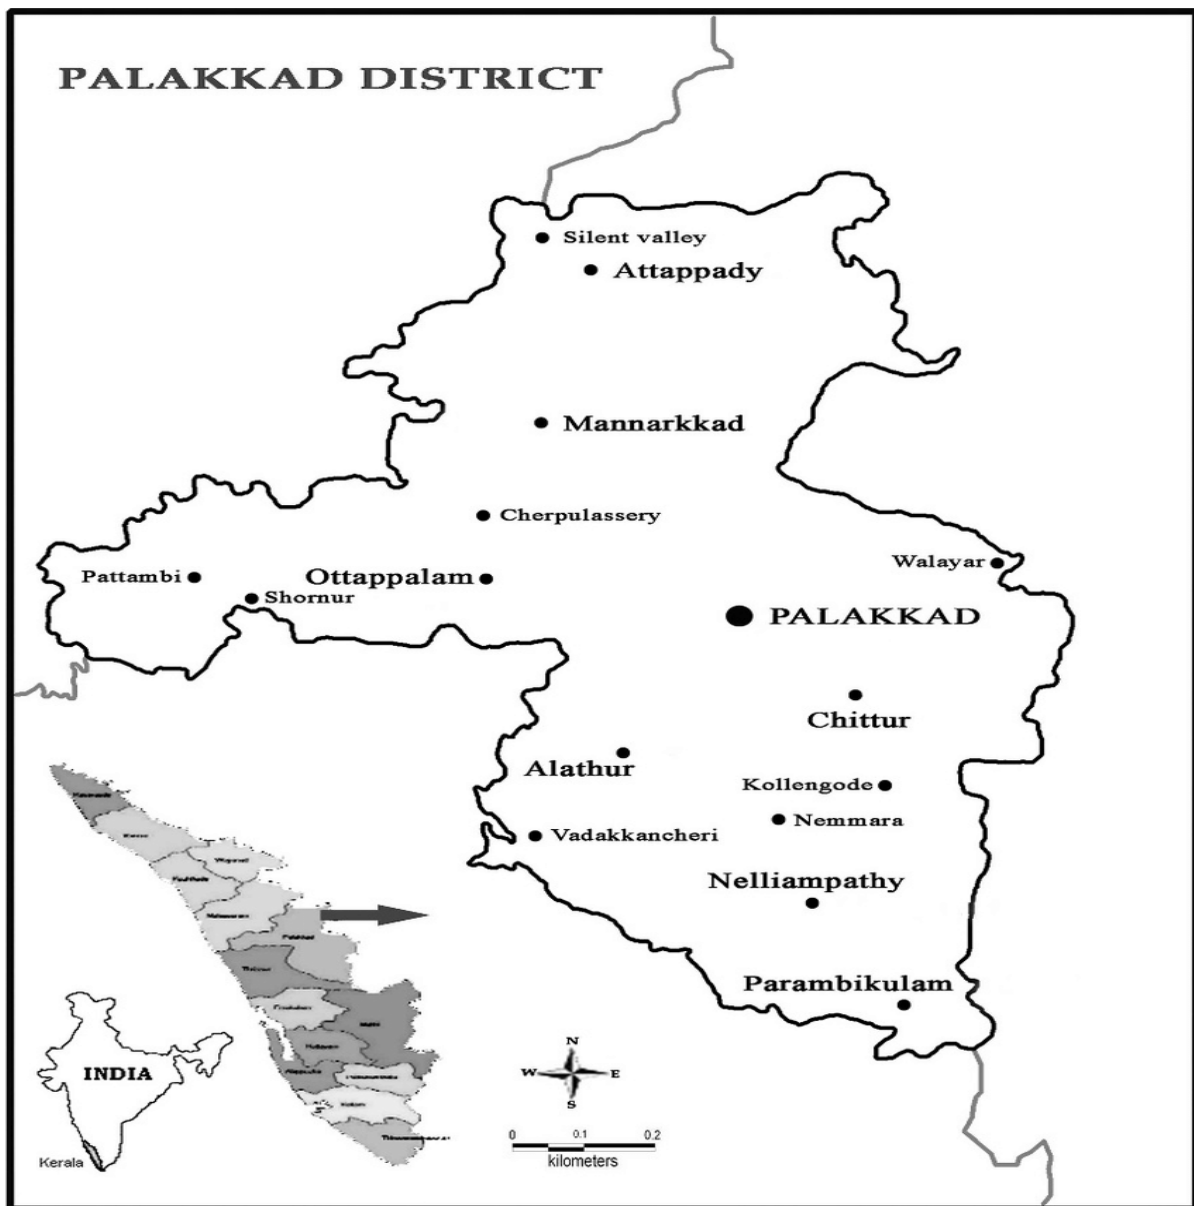 PALAKKAD DISTRICT
Silent valley
Attappady
Mannarkkad
Cherpulassery
Walayar
Pattambi
Ottappalam
Shornur
PALAKKAD
Chittur
Alathur
Kollengode
Nemmara
Vadakkancheri
Nelliampathy
Parambikulam
INDIA
Kerala
N
W E
S
0 0.1 0.2
kilometers